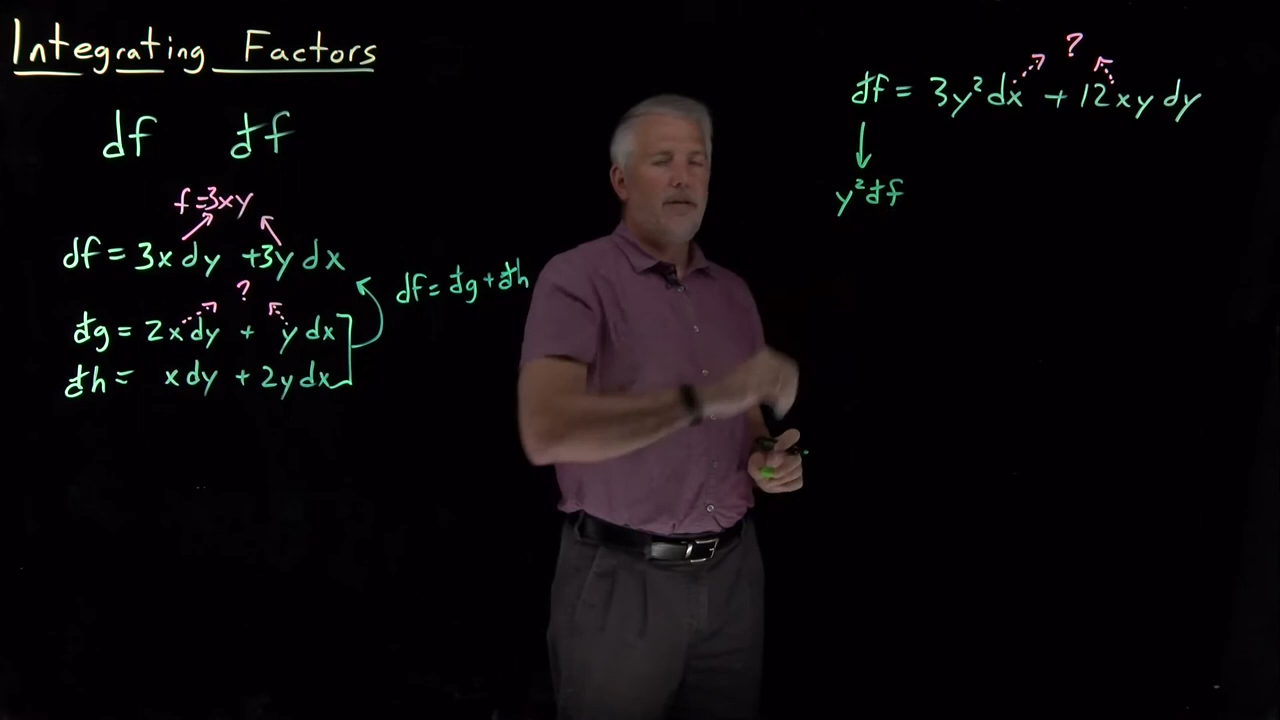 Integrating Factors
df đf
f=3xy
df = 3x dy +3y dx
?
đg = 2x dy + y dx
đh = x dy + 2y dx
df = đg + đh
?
đf = 3y² dx + 12xy dy
y² đf